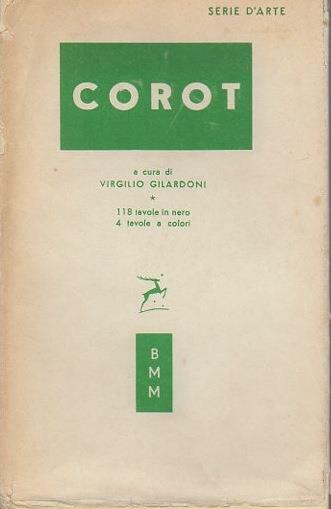 SERIE D'ARTE
COROT
a cura di
VIRGILIO GILARDONI
*
118 tavole in nero
4 tavole a colori
B
M
M